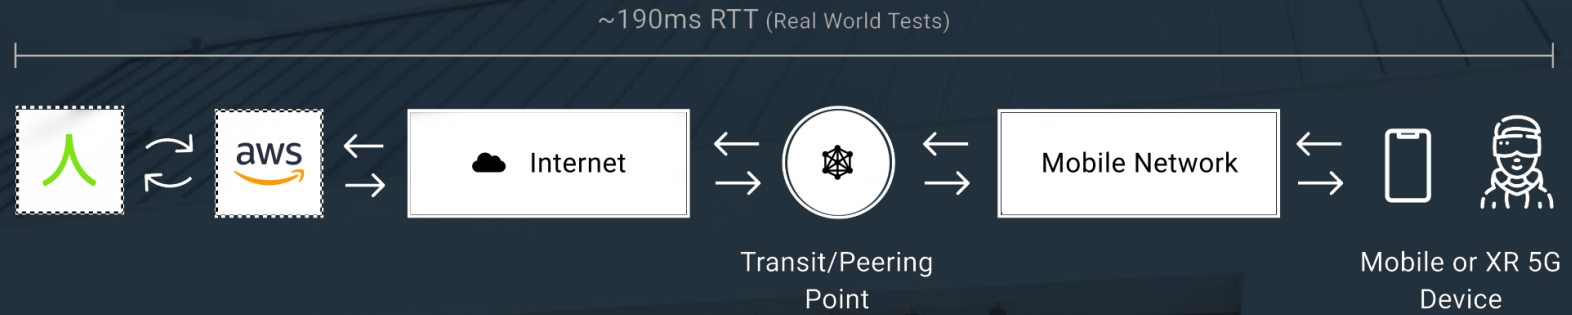 ~190ms RTT (Real World Tests)
aws
Internet
Mobile Network
Transit/Peering
Point
Mobile or XR 5G
Device